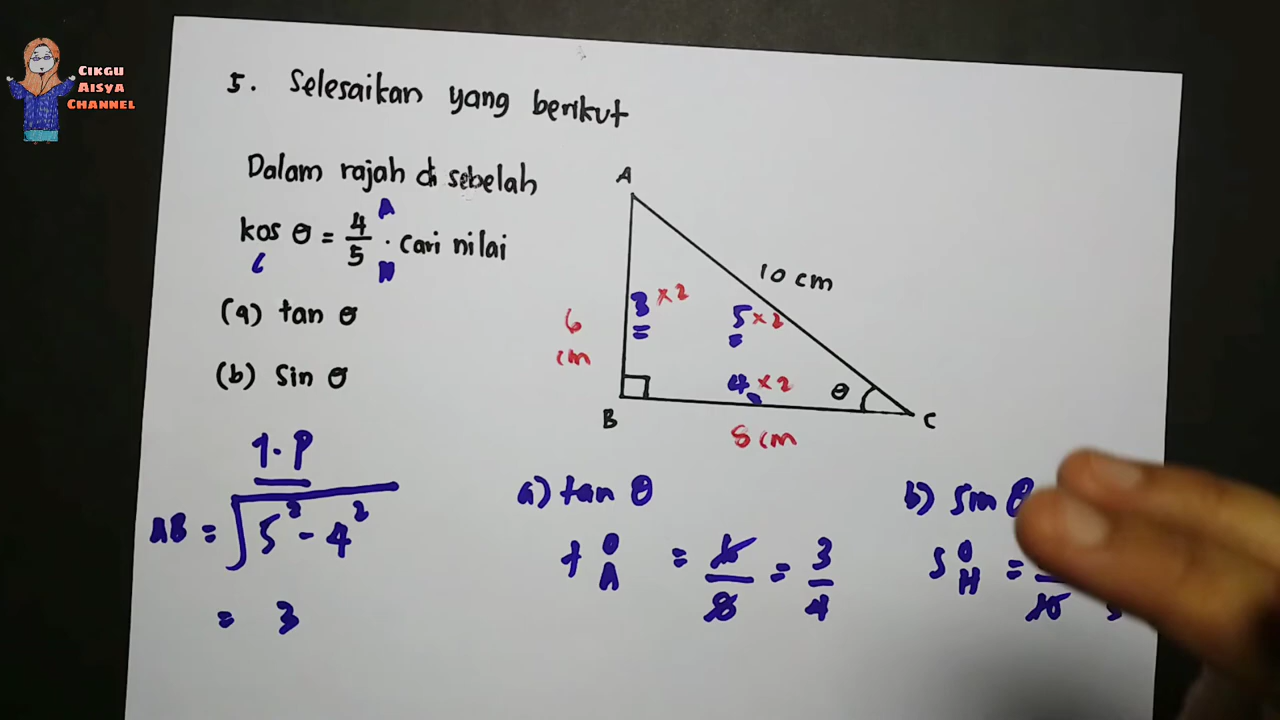 CIKGU
AISYA
CHANNEL
5. Selesaikan yang berikut
Dalam rajah di sebelah
kos θ = 4/5 . cari nilai
C A H
(a) tan θ
(b) sin θ
A
10 cm
3 × 2
5 × 2
4 × 2
6
cm
θ
B
C
8 cm
T.P
AB = √5² - 4²
= 3
a) tan θ
t O/A = 6/8 = 3/4
b) sin θ
s O/H =
10